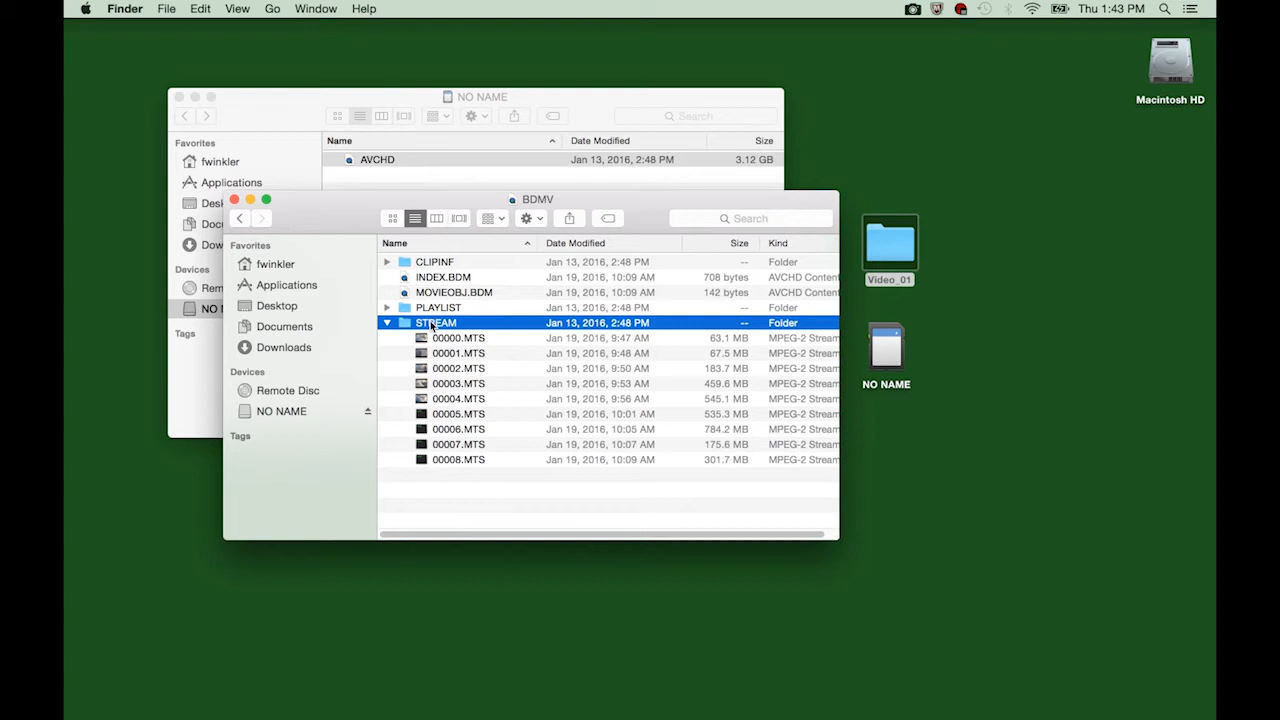 Finder File Edit View Go Window Help Thu 1:43 PM
Macintosh HD
NO NAME
Search
Favorites
fwinkler
Applications
Name Date Modified Size
AVCHD Jan 13, 2016, 2:48 PM 3.12 GB
Devices
NO
Tags
BDMV
Search
Favorites
fwinkler
Applications
Desktop
Documents
Downloads
Devices
Remote Disc
NO NAME
Tags
Name Date Modified Size Kind
CLIPINF Jan 13, 2016, 2:48 PM -- Folder
INDEX.BDM Jan 19, 2016, 10:09 AM 708 bytes AVCHD Content
MOVIEOBJ.BDM Jan 19, 2016, 10:09 AM 142 bytes AVCHD Content
PLAYLIST Jan 13, 2016, 2:48 PM -- Folder
STREAM Jan 13, 2016, 2:48 PM -- Folder
00000.MTS Jan 19, 2016, 9:47 AM 63.1 MB MPEG-2 Stream
00001.MTS Jan 19, 2016, 9:48 AM 67.5 MB MPEG-2 Stream
00002.MTS Jan 19, 2016, 9:50 AM 183.7 MB MPEG-2 Stream
00003.MTS Jan 19, 2016, 9:53 AM 459.6 MB MPEG-2 Stream
00004.MTS Jan 19, 2016, 9:56 AM 545.1 MB MPEG-2 Stream
00005.MTS Jan 19, 2016, 10:01 AM 535.3 MB MPEG-2 Stream
00006.MTS Jan 19, 2016, 10:05 AM 784.2 MB MPEG-2 Stream
00007.MTS Jan 19, 2016, 10:07 AM 175.6 MB MPEG-2 Stream
00008.MTS Jan 19, 2016, 10:09 AM 301.7 MB MPEG-2 Stream
Video_01
NO NAME